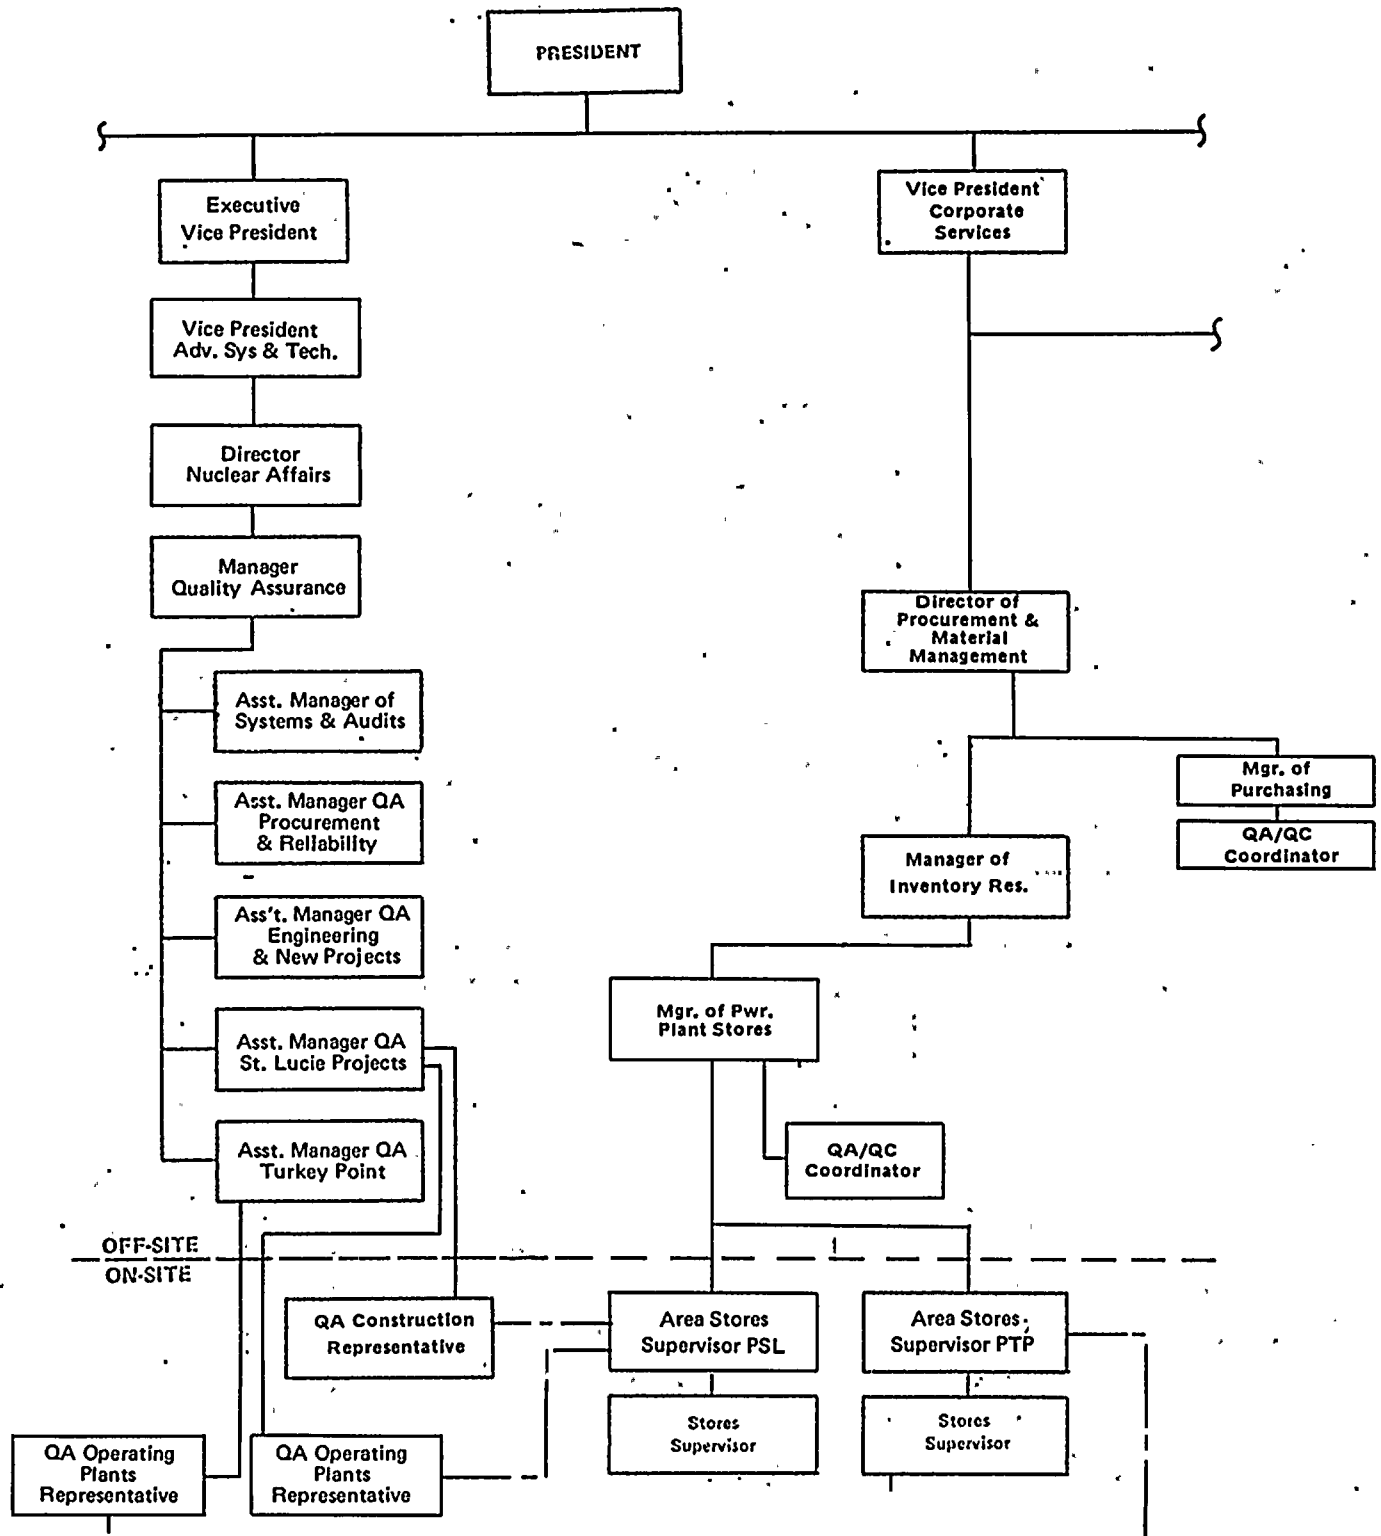 PRESIDENT
Executive
Vice President
Vice President
Corporate
Services
Vice President
Adv. Sys & Tech.
Director
Nuclear Affairs
Manager
Quality Assurance
Director of
Procurement &
Material
Management
Asst. Manager of
Systems & Audits
Mgr. of
Purchasing
QA/QC
Coordinator
Asst. Manager QA
Procurement
& Reliability
Manager of
Inventory Res.
Ass't. Manager QA
Engineering
& New Projects
Mgr. of Pwr.
Plant Stores
Asst. Manager QA
St. Lucie Projects
Asst. Manager QA
Turkey Point
QA/QC
Coordinator
OFF-SITE
ON-SITE
QA Construction
Representative
Area Stores
Supervisor PSL
Area Stores
Supervisor PTP
Stores
Supervisor
Stores
Supervisor
QA Operating
Plants
Representative
QA Operating
Plants
Representative